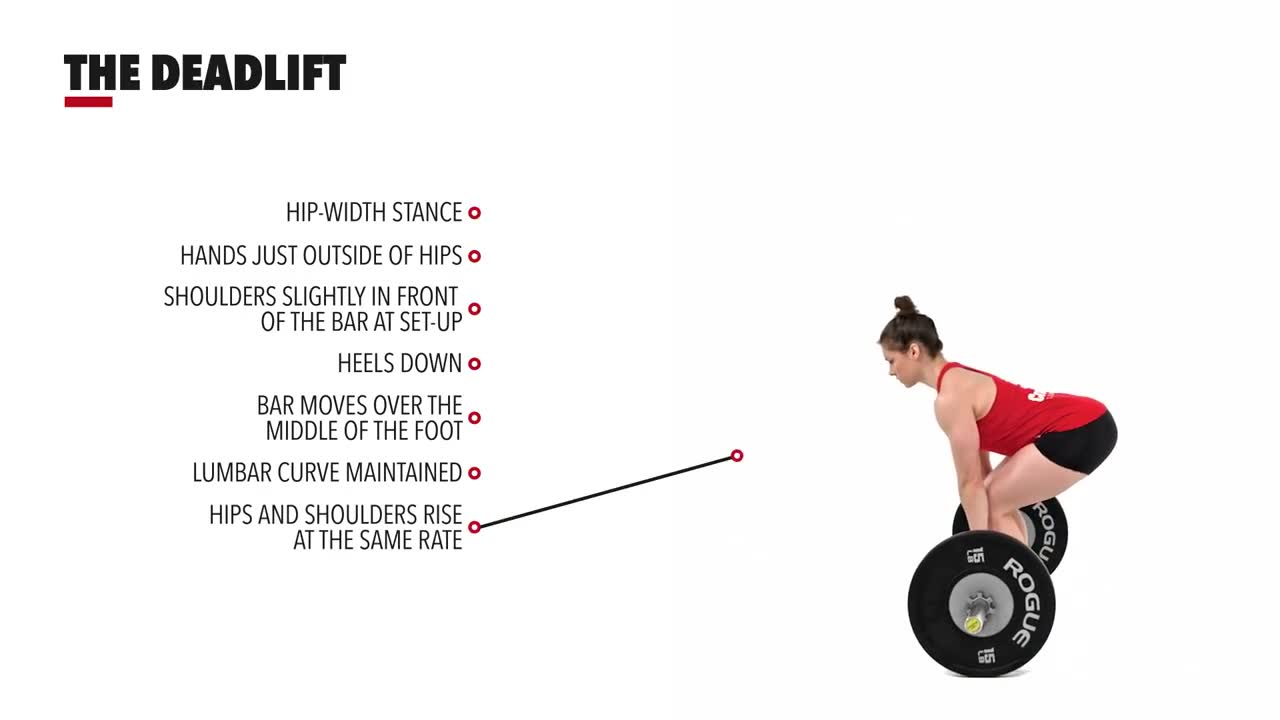 THE DEADLIFT
HIP-WIDTH STANCE
HANDS JUST OUTSIDE OF HIPS
SHOULDERS SLIGHTLY IN FRONT
OF THE BAR AT SET-UP
HEELS DOWN
BAR MOVES OVER THE
MIDDLE OF THE FOOT
LUMBAR CURVE MAINTAINED
HIPS AND SHOULDERS RISE
AT THE SAME RATE
ROGUE
15 LB
ROGUE
15 LB